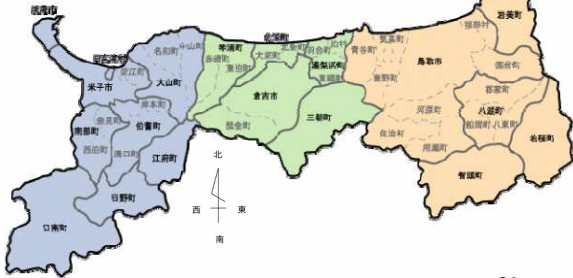 境港市
日吉津村
米子市
淀江町
名和町
中山町
大山町
岸本町
会見町
伯耆町
南部町
西伯町
溝口町
江府町
日野町
日南町
琴浦町
赤碕町
東伯町
北栄町
北条町
大栄町
羽合町
泊村
湯梨浜町
東郷町
倉吉市
関金町
三朝町
青谷町
気高町
鹿野町
鳥取市
福部村
岩美町
国府町
郡家町
八頭町
船岡町
八東町
若桜町
河原町
佐治村
用瀬町
智頭町
北
西
東
南